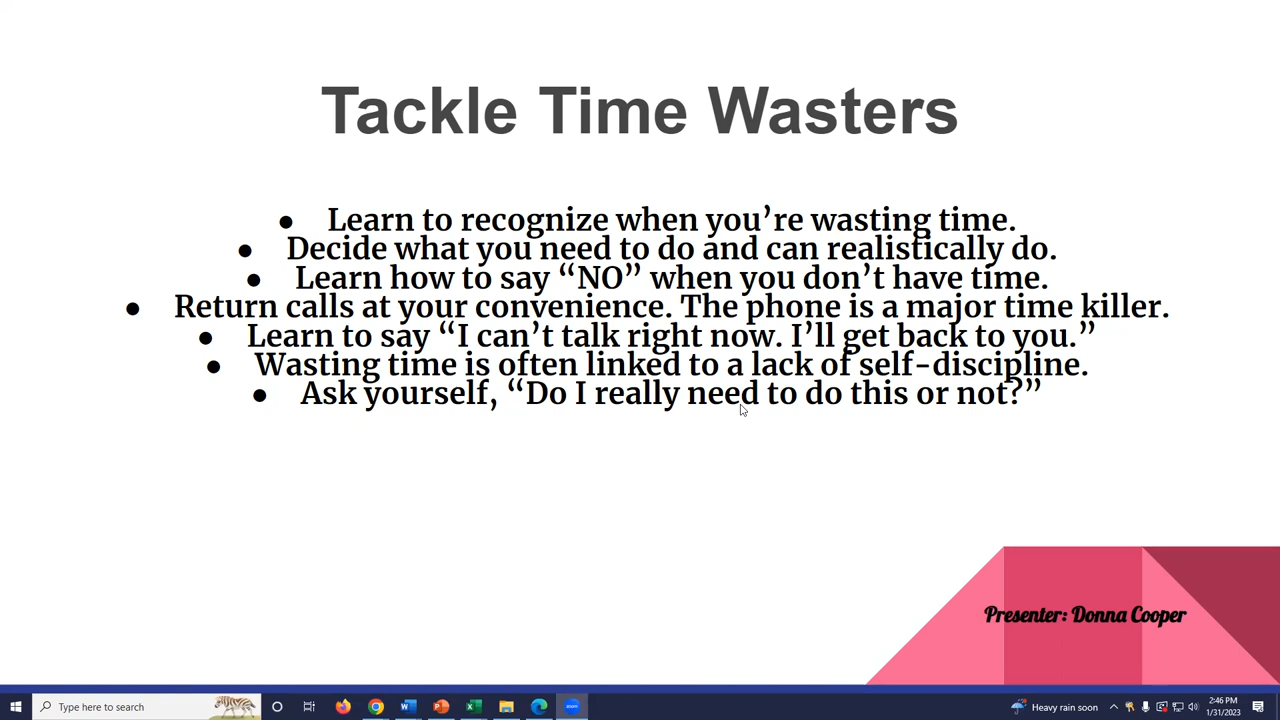 Tackle Time Wasters
● Learn to recognize when you’re wasting time.
● Decide what you need to do and can realistically do.
● Learn how to say “NO” when you don’t have time.
● Return calls at your convenience. The phone is a major time killer.
● Learn to say “I can’t talk right now. I’ll get back to you.”
● Wasting time is often linked to a lack of self-discipline.
● Ask yourself, “Do I really need to do this or not?”
Presenter: Donna Cooper
Type here to search
zoom
Heavy rain soon
2:46 PM
1/31/2023